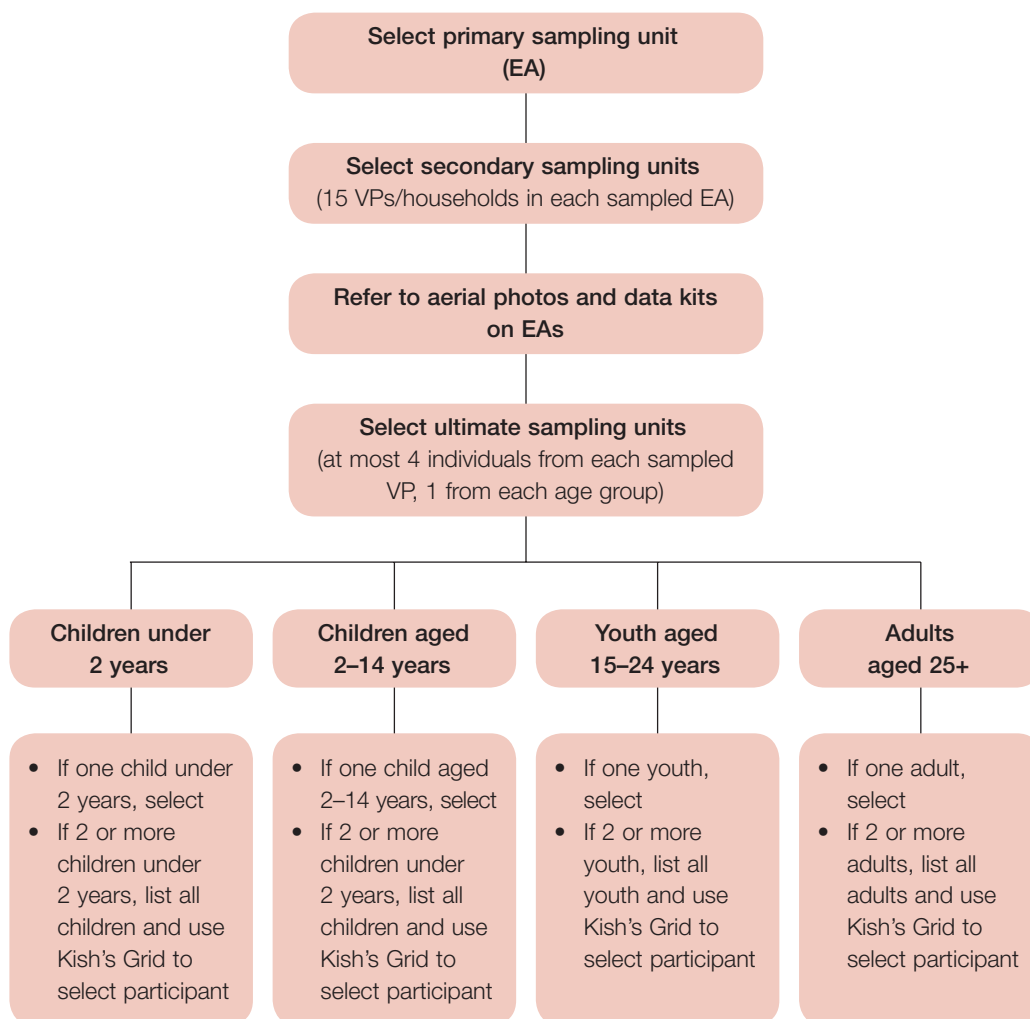 Select primary sampling unit
(EA)
Select secondary sampling units
(15 VPs/households in each sampled EA)
Refer to aerial photos and data kits
on EAs
Select ultimate sampling units
(at most 4 individuals from each sampled
VP, 1 from each age group)
Children under
2 years
Children aged
2–14 years
Youth aged
15–24 years
Adults
aged 25+
• If one child under
2 years, select
• If 2 or more
children under
2 years, list all
children and use
Kish's Grid to
select participant
• If one child aged
2–14 years, select
• If 2 or more
children under
2 years, list all
children and use
Kish's Grid to
select participant
• If one youth,
select
• If 2 or more
youth, list all
youth and use
Kish's Grid to
select participant
• If one adult,
select
• If 2 or more
adults, list all
adults and use
Kish's Grid to
select participant